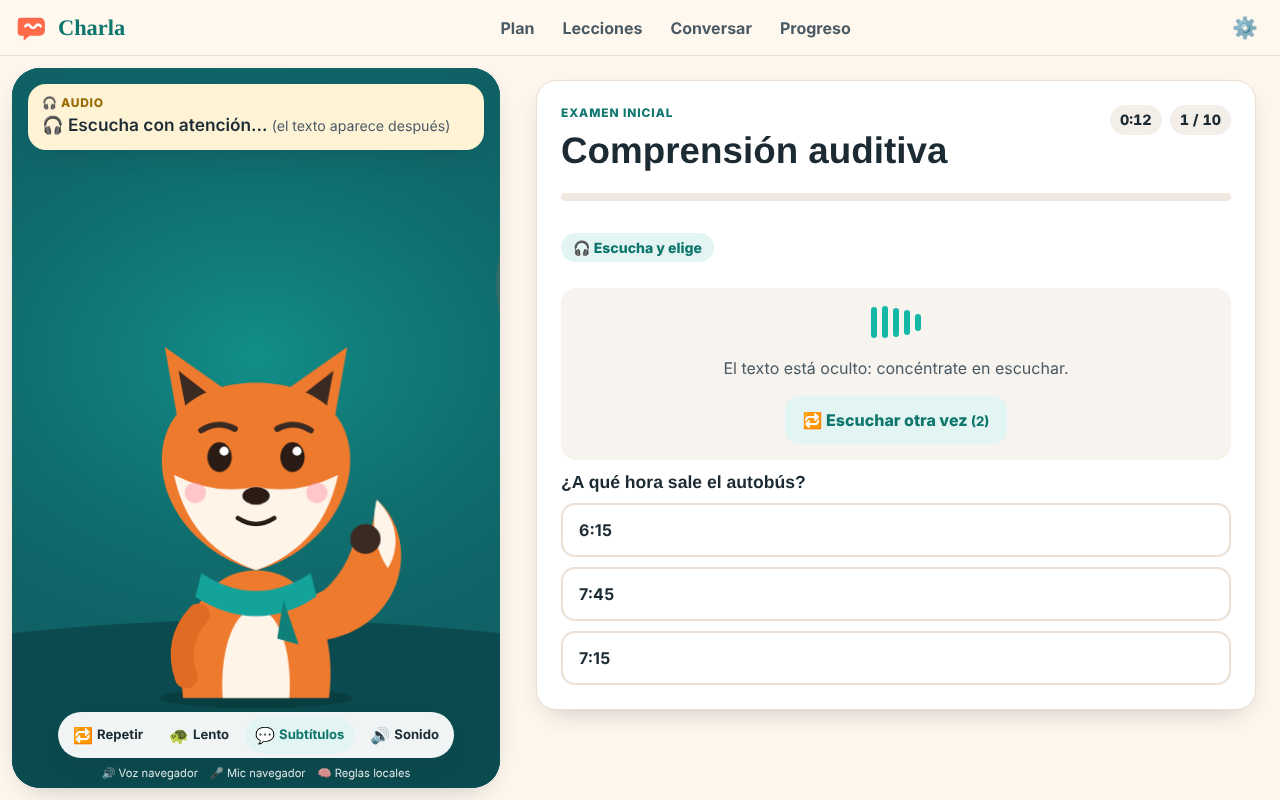 Charla
Plan
Lecciones
Conversar
Progreso
AUDIO
Escucha con atención... (el texto aparece después)
Repetir
Lento
Subtítulos
Sonido
Voz navegador
Mic navegador
Reglas locales
EXAMEN INICIAL
0:12
1 / 10
Comprensión auditiva
Escucha y elige
El texto está oculto: concéntrate en escuchar.
Escuchar otra vez (2)
¿A qué hora sale el autobús?
6:15
7:45
7:15